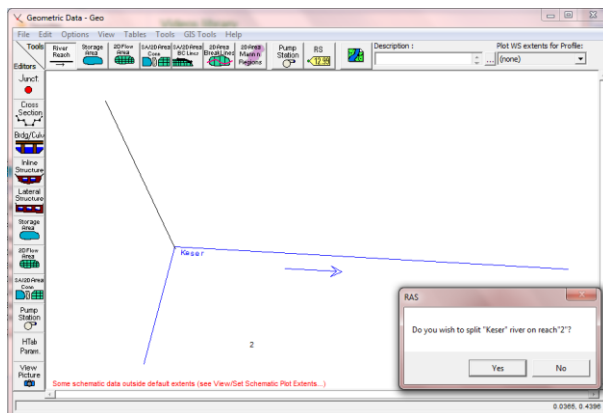 Geometric Data - Geo
File Edit Options View Tables Tools GIS Tools Help
Tools
River Reach
Storage Area
2D Flow Area
SA/2D Area Conn
SA/2D Area BC Lines
2D Area BreakLines
2D Area Mann n Regions
Pump Station
RS
Description :
Plot WS extents for Profile:
(none)
...
12.99
Editors
Junct.
Cross Section
Brdg/Culv
Inline Structure
Lateral Structure
Storage Area
2D Flow Area
SA/2D Area Conn
Pump Station
HTab Param.
View Picture
Keser
2
RAS
Do you wish to split "Keser" river on reach"2"?
Yes
No
Some schematic data outside default extents (see View/Set Schematic Plot Extents...)
0.0366, 0.4396